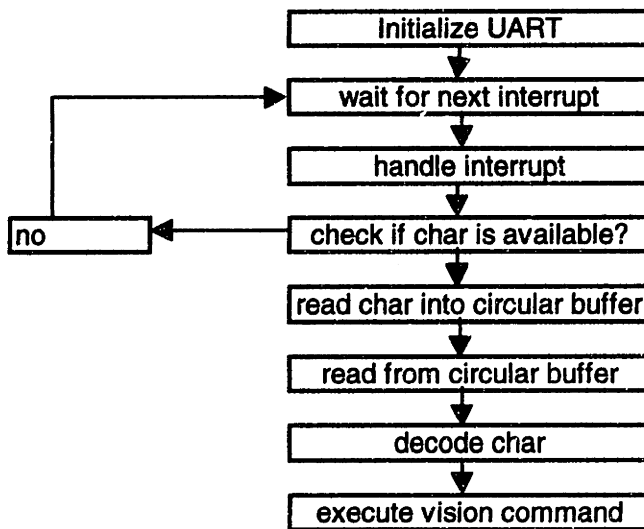 Initialize UART
wait for next interrupt
handle interrupt
no
check if char is available?
read char into circular buffer
read from circular buffer
decode char
execute vision command